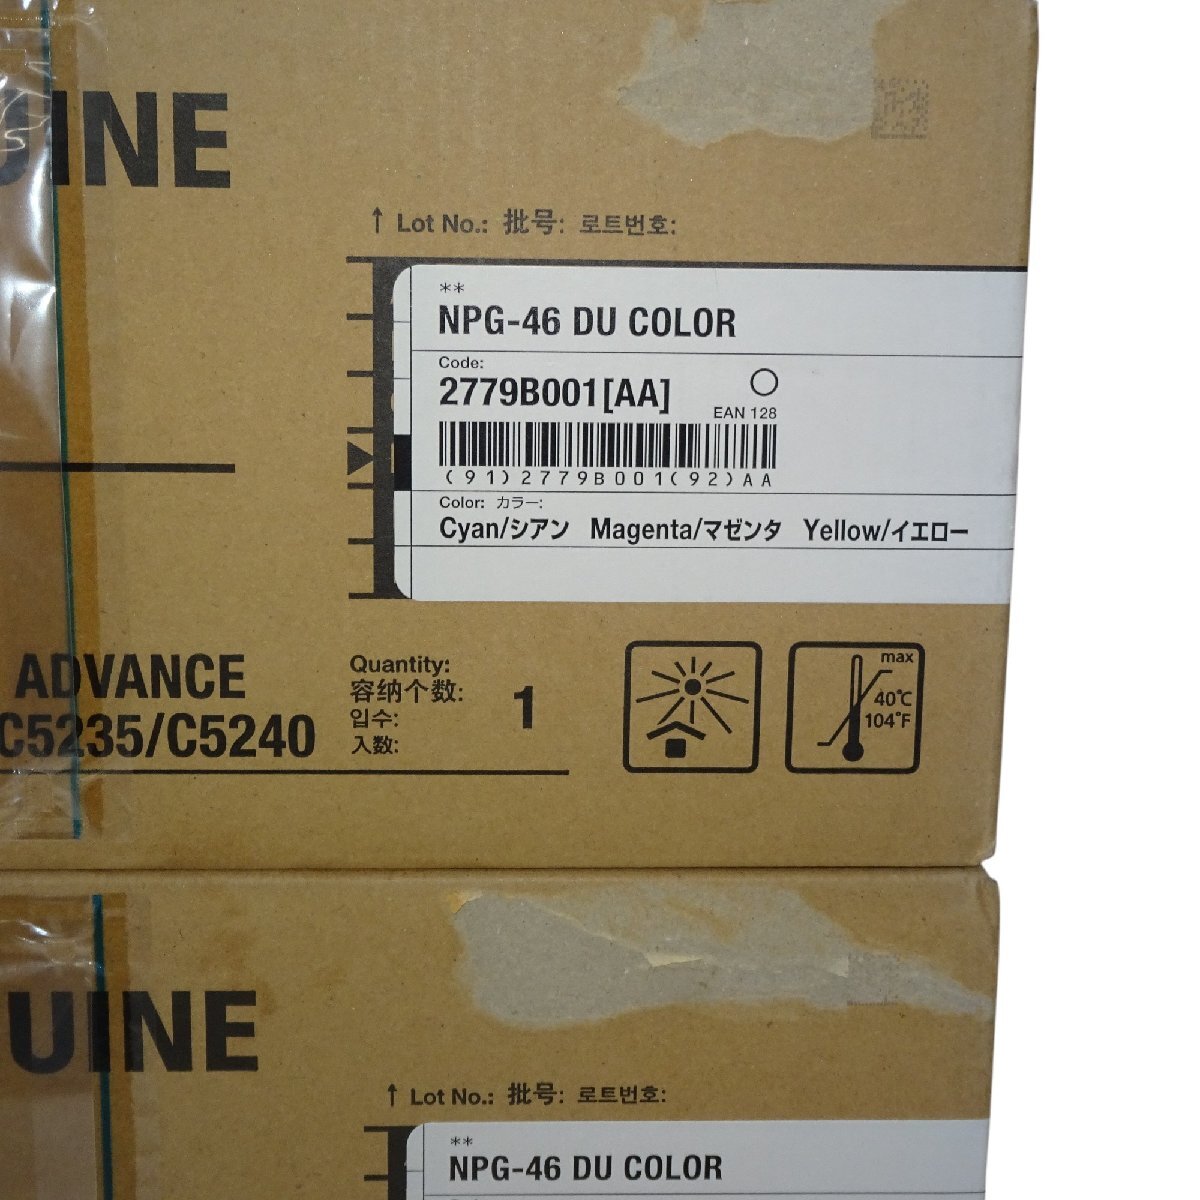 UINE
↑ Lot No.: 批号: 로트번호:
**
NPG-46 DU COLOR
Code:
2779B001[AA]
EAN 128
(91)2779B001(92)AA
Color: カラー:
Cyan/シアン Magenta/マゼンタ Yellow/イエロー
ADVANCE
C5235/C5240
Quantity:
容纳个数:
입수:
入数:
1
max
40℃
104°F
UINE
↑ Lot No.: 批号: 로트번호:
**
NPG-46 DU COLOR